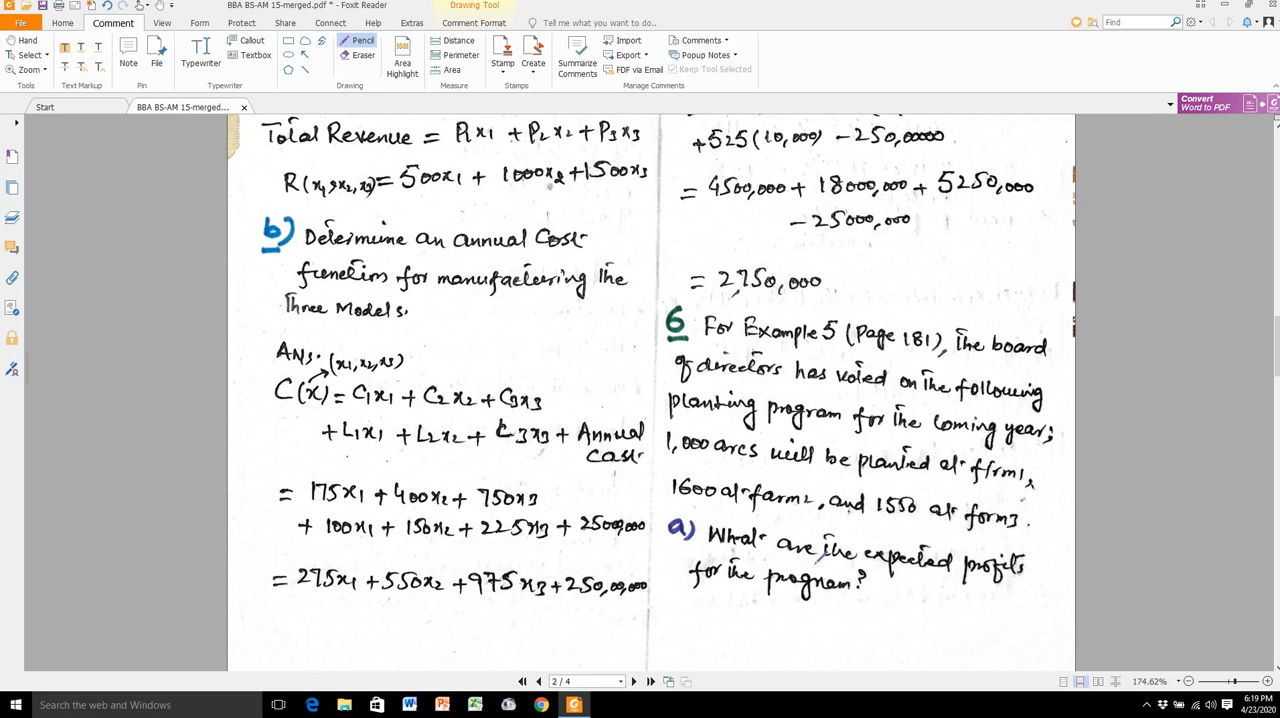 BBA BS-AM 15-merged.pdf * - Foxit Reader
Drawing Tool
File Home Comment View Form Protect Share Connect Help Extras Comment Format Tell me what you want to do... Find
Hand
Select
Zoom
Tools
Text Markup
Note
File
Typewriter
Callout
Textbox
Typewriter
Pencil
Eraser
Drawing
Area Highlight
Distance
Perimeter
Area
Measure
Stamp
Create
Stamps
Summarize Comments
Import
Export
FDF via Email
Comments
Popup Notes
Keep Tool Selected
Manage Comments
Start
BBA BS-AM 15-merged....
Convert Word to PDF
Total Revenue = P1x1 + P2x2 + P3x3
R(x1,x2,x3) = 500x1 + 1000x2 + 1500x3
b) Determine an annual Cost
function for manufacturing the
Three Models.
ANS.
(x1,x2,x3)
C(x) = C1x1 + C2x2 + C3x3
+ L1x1 + L2x2 + L3x3 + Annual
Cost
= 175x1 + 400x2 + 750x3
+ 100x1 + 150x2 + 225x3 + 2500,000
= 275x1 + 550x2 + 975x3 + 250,00,000
+525(10,000) - 250,00000
= 4500,000 + 18000,000 + 5250,000
- 25000,000
= 2,750,000
6 For Example 5 (Page 181), The board
of directors has voted on the following
planting program for the coming year;
1,000 arcs will be planted at firm1,
1600 at farm2, and 1550 at form3.
a) What are the expected profits
for the program?
2 / 4
174.62%
Search the web and Windows
6:19 PM
4/23/2020